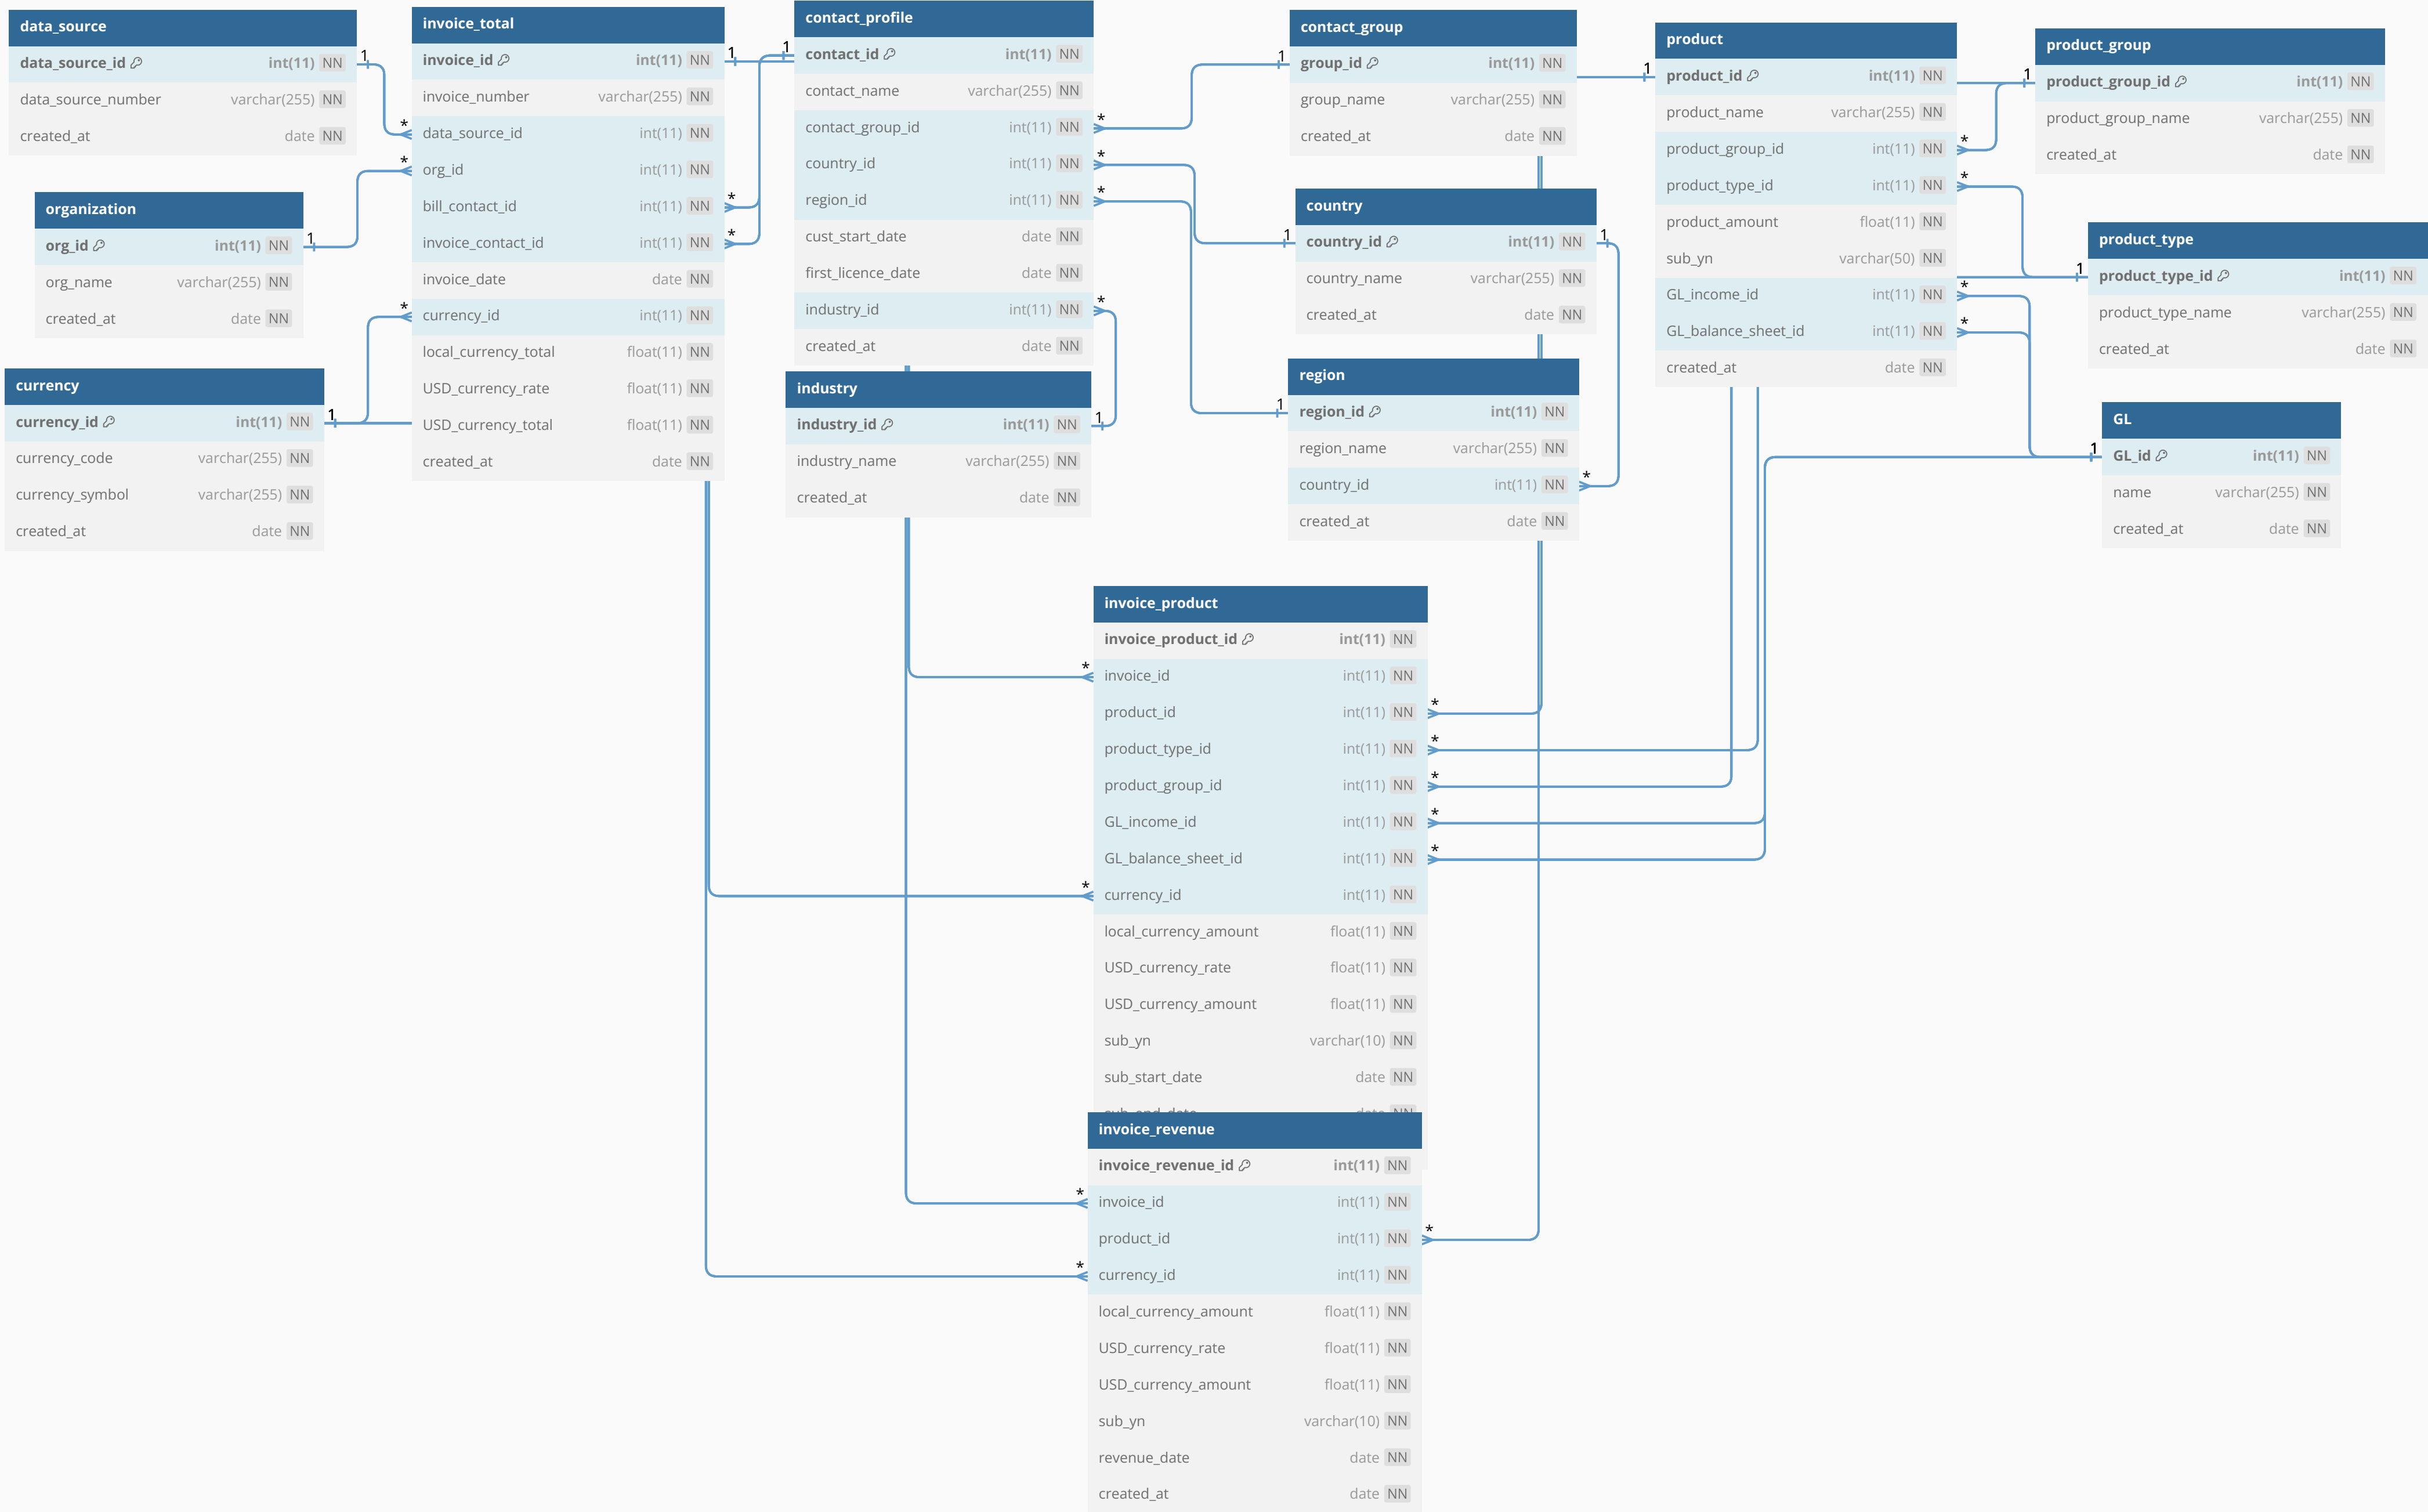 data_source
data_source_id int(11) NN
data_source_number varchar(255) NN
created_at date NN
organization
org_id int(11) NN
org_name varchar(255) NN
created_at date NN
currency
currency_id int(11) NN
currency_code varchar(255) NN
currency_symbol varchar(255) NN
created_at date NN
invoice_total
invoice_id int(11) NN
invoice_number varchar(255) NN
data_source_id int(11) NN
org_id int(11) NN
bill_contact_id int(11) NN
invoice_contact_id int(11) NN
invoice_date date NN
currency_id int(11) NN
local_currency_total float(11) NN
USD_currency_rate float(11) NN
USD_currency_total float(11) NN
created_at date NN
contact_profile
contact_id int(11) NN
contact_name varchar(255) NN
contact_group_id int(11) NN
country_id int(11) NN
region_id int(11) NN
cust_start_date date NN
first_licence_date date NN
industry_id int(11) NN
created_at date NN
industry
industry_id int(11) NN
industry_name varchar(255) NN
created_at date NN
contact_group
group_id int(11) NN
group_name varchar(255) NN
created_at date NN
country
country_id int(11) NN
country_name varchar(255) NN
created_at date NN
region
region_id int(11) NN
region_name varchar(255) NN
country_id int(11) NN
created_at date NN
product
product_id int(11) NN
product_name varchar(255) NN
product_group_id int(11) NN
product_type_id int(11) NN
product_amount float(11) NN
sub_yn varchar(50) NN
GL_income_id int(11) NN
GL_balance_sheet_id int(11) NN
created_at date NN
product_group
product_group_id int(11) NN
product_group_name varchar(255) NN
created_at date NN
product_type
product_type_id int(11) NN
product_type_name varchar(255) NN
created_at date NN
GL
GL_id int(11) NN
name varchar(255) NN
created_at date NN
invoice_product
invoice_product_id int(11) NN
invoice_id int(11) NN
product_id int(11) NN
product_type_id int(11) NN
product_group_id int(11) NN
GL_income_id int(11) NN
GL_balance_sheet_id int(11) NN
currency_id int(11) NN
local_currency_amount float(11) NN
USD_currency_rate float(11) NN
USD_currency_amount float(11) NN
sub_yn varchar(10) NN
sub_start_date date NN
invoice_revenue
invoice_revenue_id int(11) NN
invoice_id int(11) NN
product_id int(11) NN
currency_id int(11) NN
local_currency_amount float(11) NN
USD_currency_rate float(11) NN
USD_currency_amount float(11) NN
sub_yn varchar(10) NN
revenue_date date NN
created_at date NN